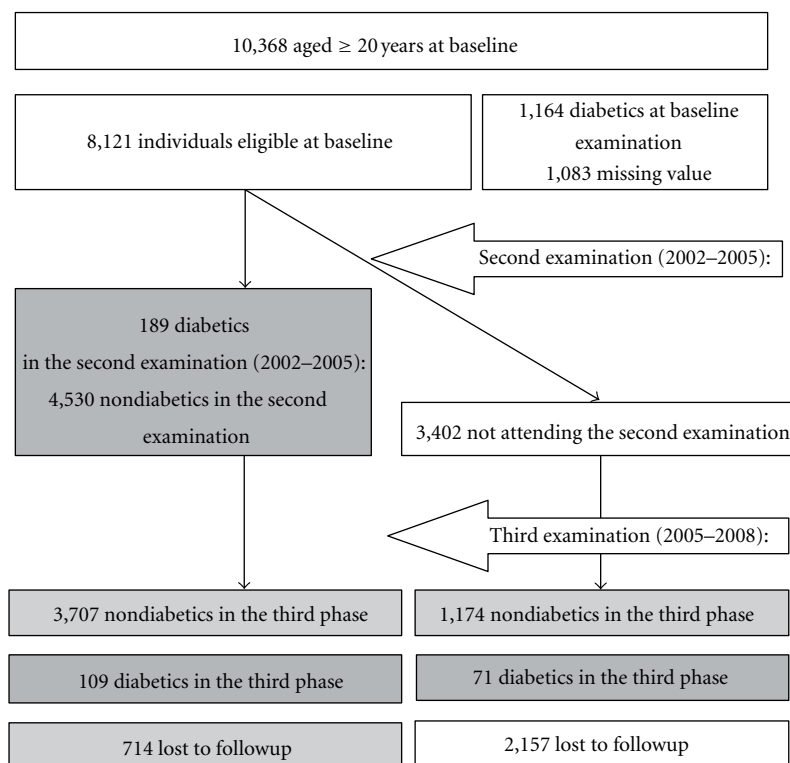 10,368 aged ≥ 20 years at baseline
8,121 individuals eligible at baseline
1,164 diabetics at baseline
examination
1,083 missing value
Second examination (2002–2005):
189 diabetics
in the second examination (2002–2005):
4,530 nondiabetics in the second
examination
3,402 not attending the second examination
Third examination (2005–2008):
3,707 nondiabetics in the third phase
1,174 nondiabetics in the third phase
109 diabetics in the third phase
71 diabetics in the third phase
714 lost to followup
2,157 lost to followup